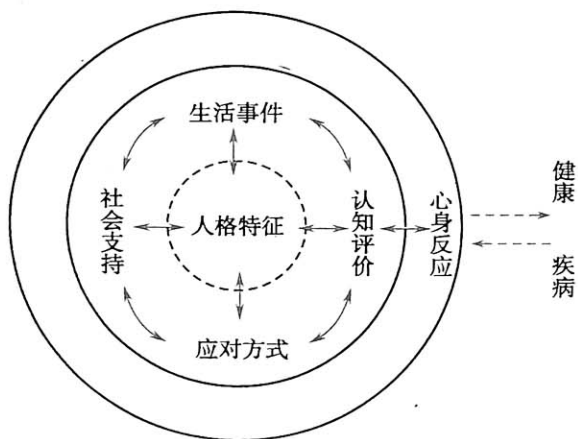 生活事件
社会支持
人格特征
认知评价
心身反应
健康
疾病
应对方式